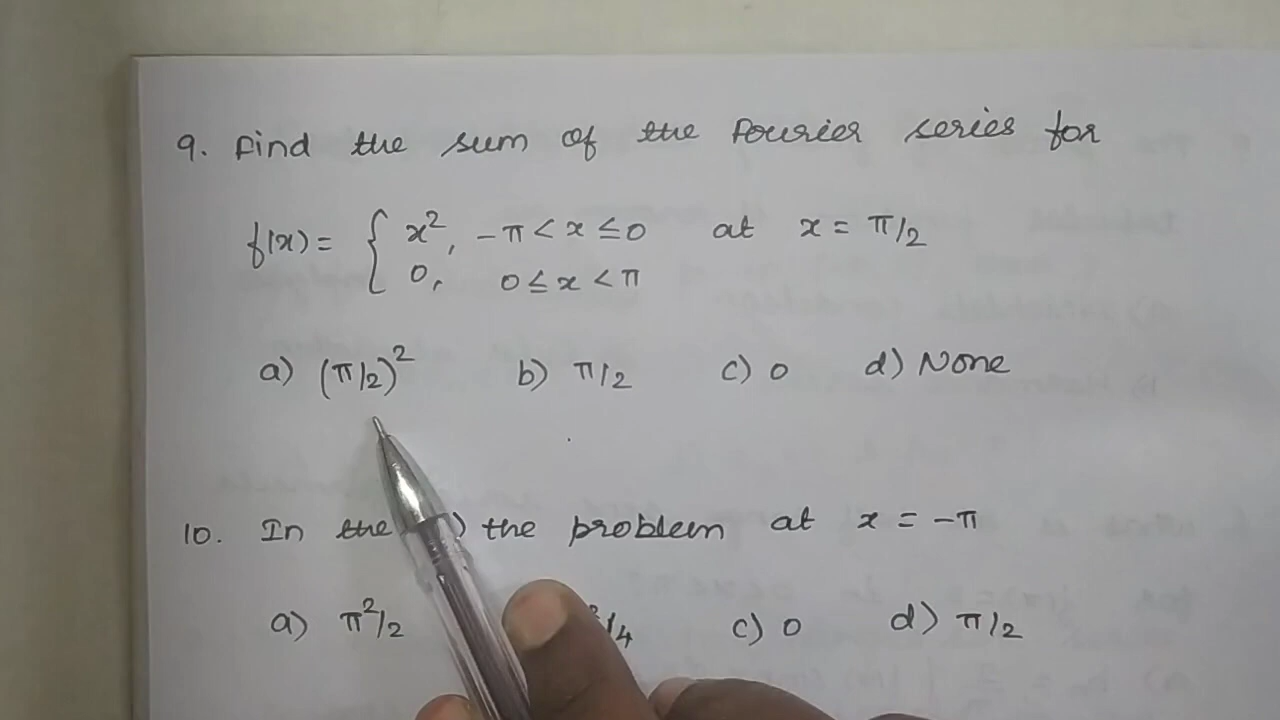 9. Find the sum of the Fourier series for
f(x) = { x², -π < x ≤ 0 at x = π/2
0, 0 ≤ x < π
a) (π/2)² b) π/2 c) 0 d) None
10. In the ) the problem at x = -π
a) π²/2 /4 c) 0 d) π/2